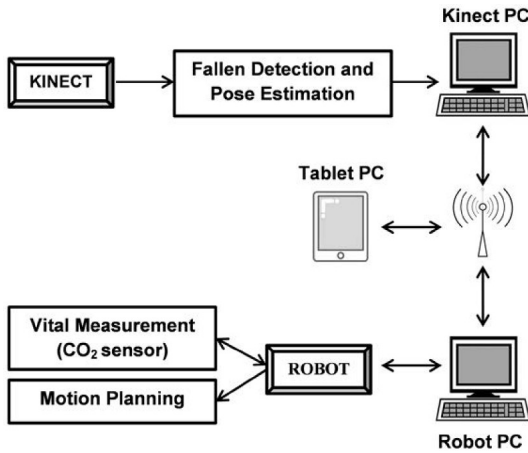 Kinect PC
KINECT
Fallen Detection and
Pose Estimation
Tablet PC
Vital Measurement
(CO₂ sensor)
ROBOT
Motion Planning
Robot PC